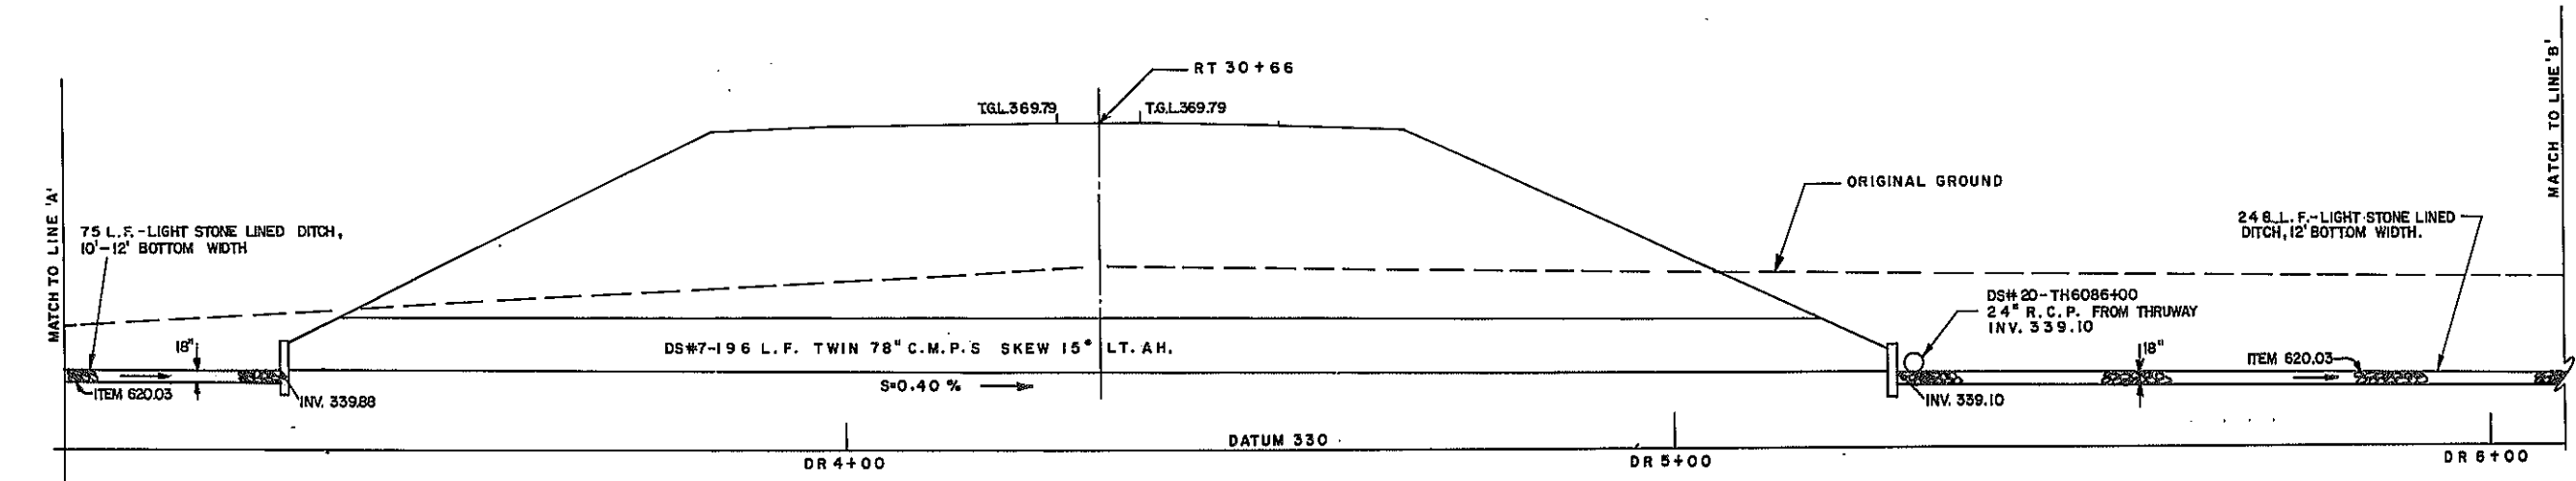 RT 30+66
T.G.L.369.79
T.G.L.369.79
MATCH TO LINE 'A'
MATCH TO LINE 'B'
75 L.F.-LIGHT STONE LINED DITCH,
10'-12' BOTTOM WIDTH
ORIGINAL GROUND
248 L.F.-LIGHT STONE LINED
DITCH, 12' BOTTOM WIDTH.
DS#20-TH6086+00
24" R.C.P. FROM THRUWAY
INV. 339.10
18"
DS#7-196 L.F. TWIN 78" C.M.P.S SKEW 15° LT. AH.
18"
ITEM 620.03
ITEM 620.03
S=0.40 %
INV. 339.88
INV. 339.10
DATUM 330
DR 4+00
DR 5+00
DR 6+00